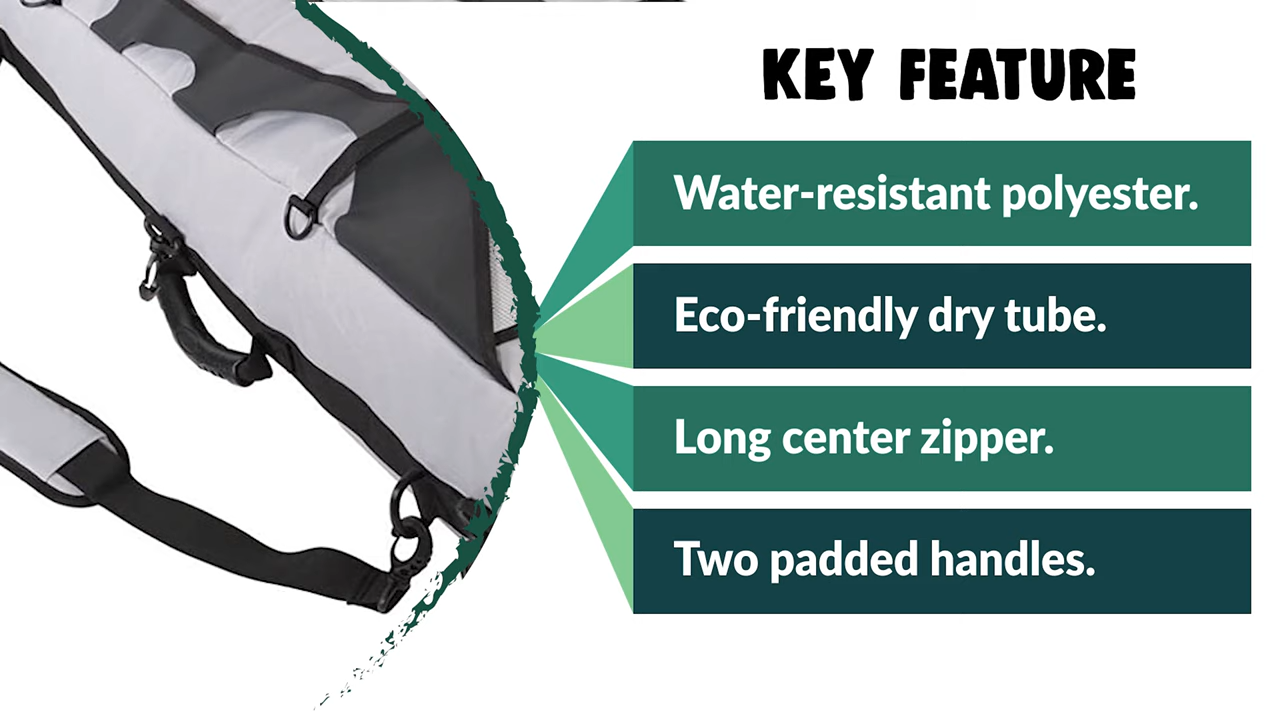 KEY FEATURE
Water-resistant polyester.
Eco-friendly dry tube.
Long center zipper.
Two padded handles.